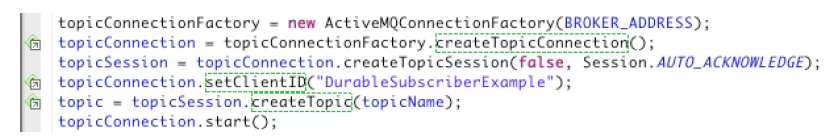 topicConnectionFactory = new ActiveMQConnectionFactory(BROKER_ADDRESS);
topicConnection = topicConnectionFactory.createTopicConnection();
topicSession = topicConnection.createTopicSession(false, Session.AUTO_ACKNOWLEDGE);
topicConnection.setClientID("DurableSubscriberExample");
topic = topicSession.createTopic(topicName);
topicConnection.start();